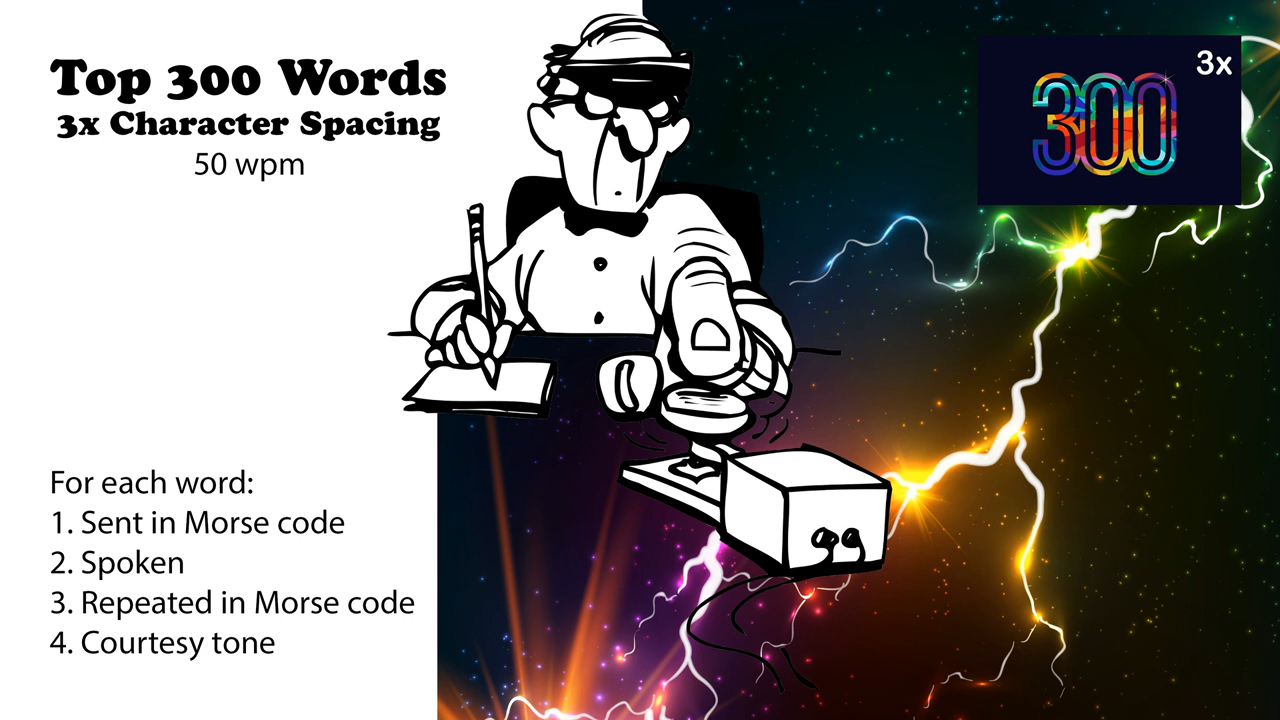 Top 300 Words
3x Character Spacing
50 wpm
3x
300
For each word:
1. Sent in Morse code
2. Spoken
3. Repeated in Morse code
4. Courtesy tone